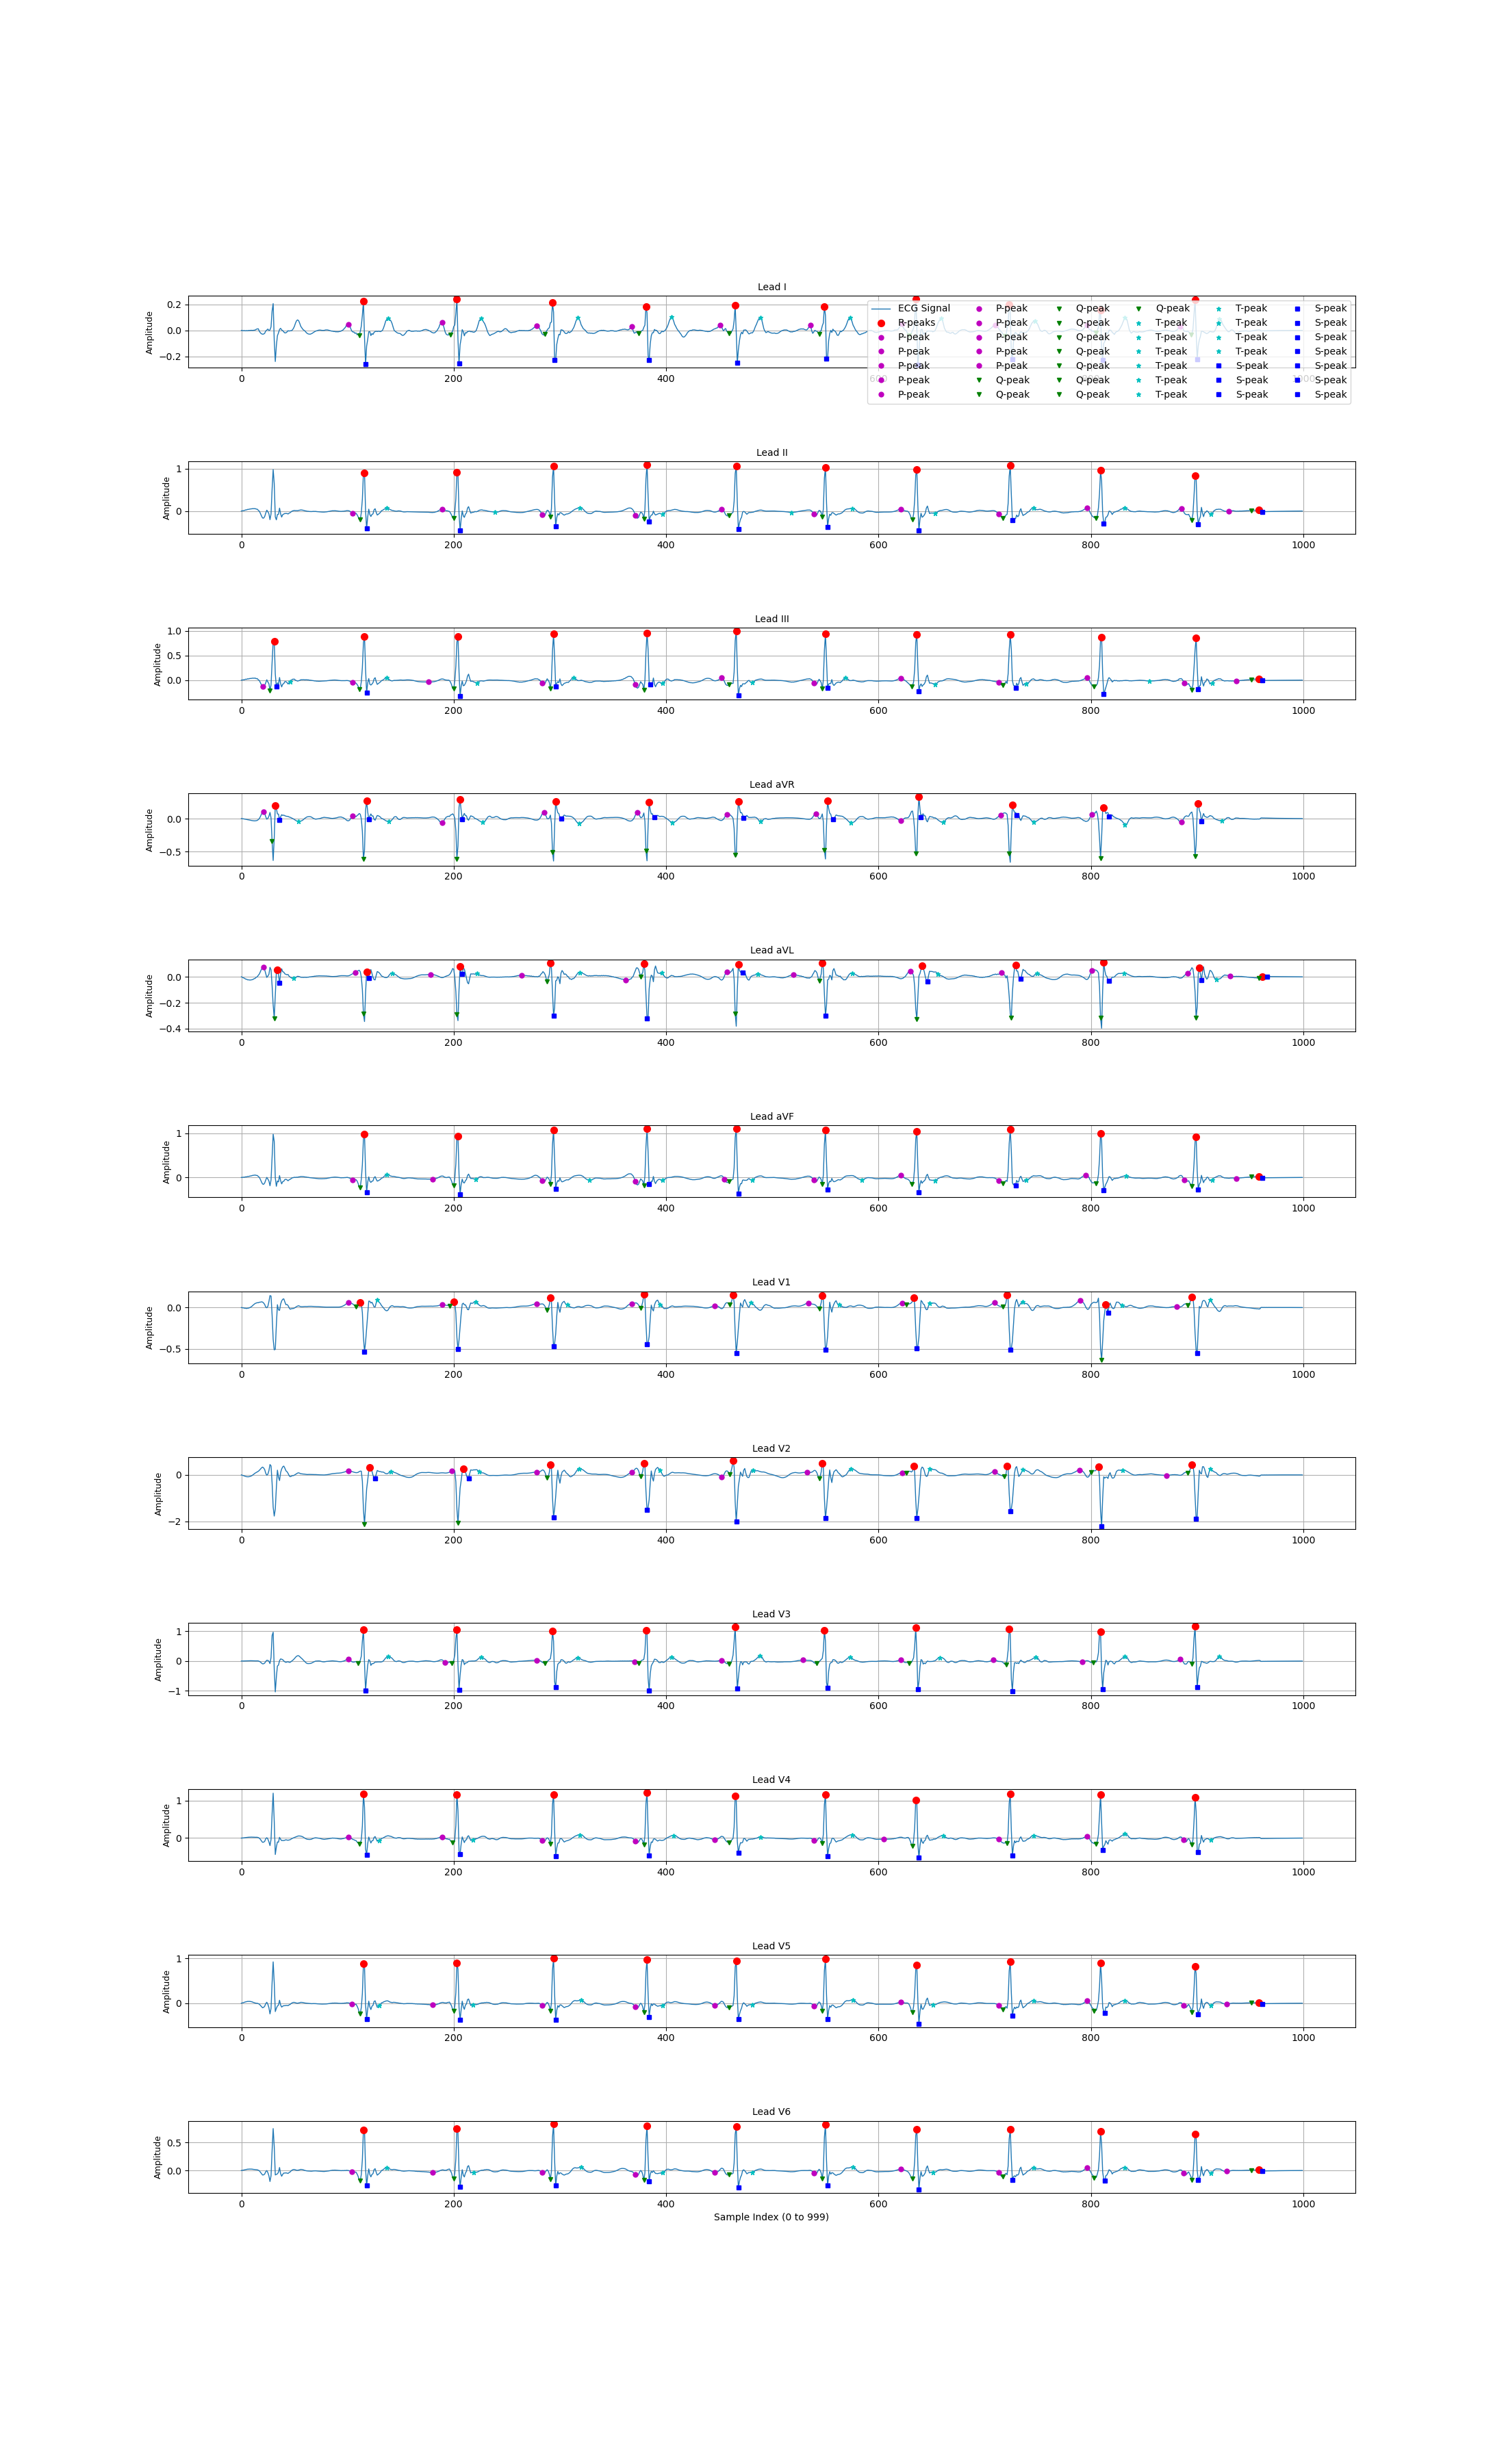 Lead I
Amplitude
0.2
0.0
−0.2
0 200 400 600 800 1000
ECG Signal P-peak Q-peak Q-peak T-peak S-peak
R-peaks P-peak Q-peak T-peak T-peak S-peak
P-peak P-peak Q-peak T-peak T-peak S-peak
P-peak P-peak Q-peak T-peak T-peak S-peak
P-peak P-peak Q-peak T-peak S-peak S-peak
P-peak Q-peak Q-peak T-peak S-peak S-peak
P-peak Q-peak Q-peak T-peak S-peak S-peak
Lead II
Amplitude
1
0
0 200 400 600 800 1000
Lead III
Amplitude
1.0
0.5
0.0
0 200 400 600 800 1000
Lead aVR
Amplitude
0.0
−0.5
0 200 400 600 800 1000
Lead aVL
Amplitude
0.0
−0.2
−0.4
0 200 400 600 800 1000
Lead aVF
Amplitude
1
0
0 200 400 600 800 1000
Lead V1
Amplitude
0.0
−0.5
0 200 400 600 800 1000
Lead V2
Amplitude
0
−2
0 200 400 600 800 1000
Lead V3
Amplitude
1
0
−1
0 200 400 600 800 1000
Lead V4
Amplitude
1
0
0 200 400 600 800 1000
Lead V5
Amplitude
1
0
0 200 400 600 800 1000
Lead V6
Amplitude
0.5
0.0
0 200 400 600 800 1000
Sample Index (0 to 999)